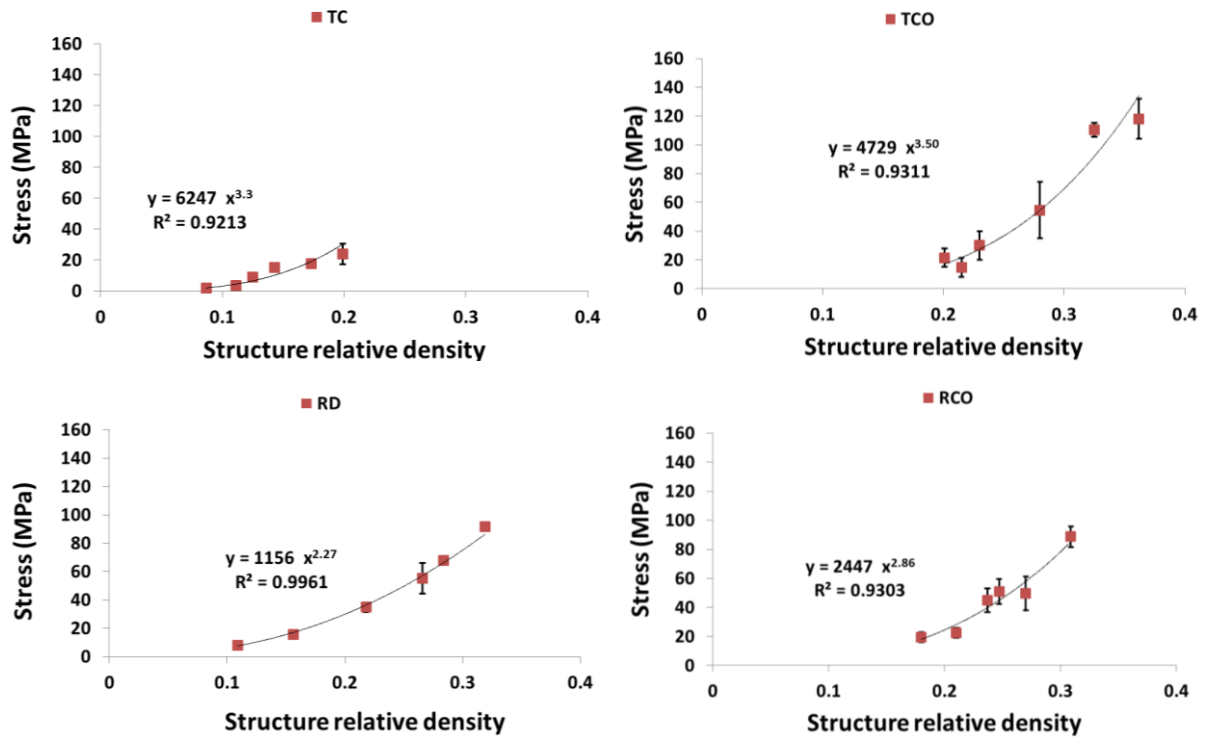 TC
160
140
120
100
80
60
40
20
0
0 0.1 0.2 0.3 0.4
Stress (MPa)
y = 6247 x^3.3
R² = 0.9213
Structure relative density
TCO
160
140
120
100
80
60
40
20
0
0 0.1 0.2 0.3 0.4
Stress (MPa)
y = 4729 x^3.50
R² = 0.9311
Structure relative density
RD
160
140
120
100
80
60
40
20
0
0 0.1 0.2 0.3 0.4
Stress (MPa)
y = 1156 x^2.27
R² = 0.9961
Structure relative density
RCO
160
140
120
100
80
60
40
20
0
0 0.1 0.2 0.3 0.4
Stress (MPa)
y = 2447 x^2.86
R² = 0.9303
Structure relative density